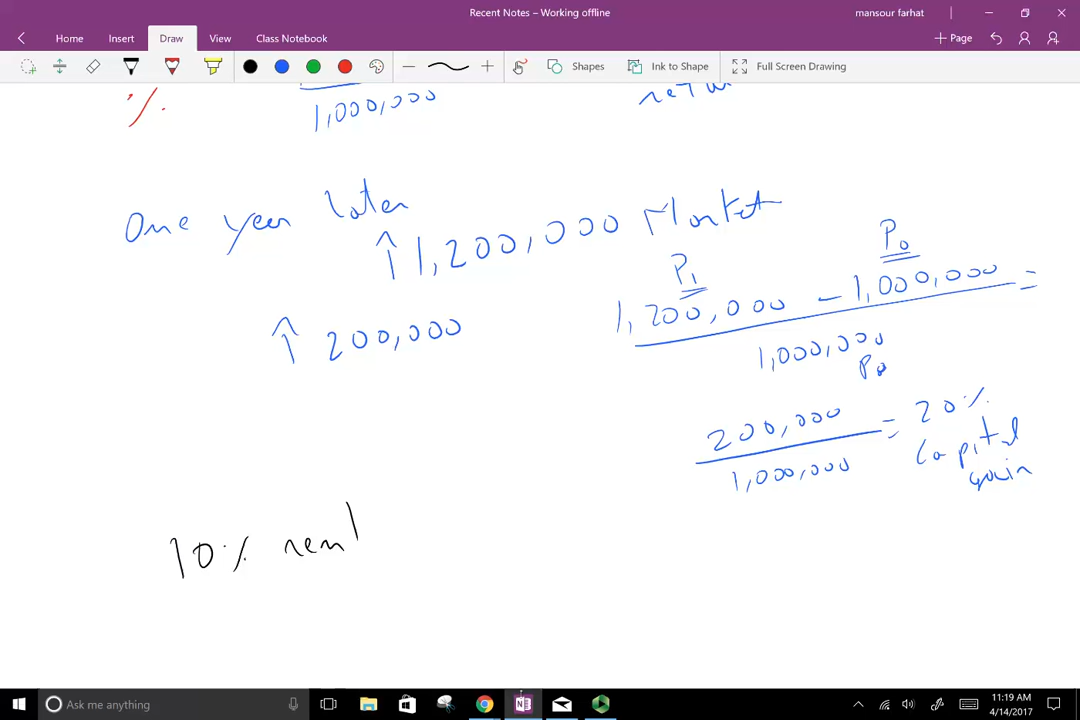 Recent Notes – Working offline
mansour farhat
Home Insert Draw View Class Notebook
Page
Shapes Ink to Shape Full Screen Drawing
%
1,000,000
One year later
↑ 1,200,000 Market
P₁
P₀
1,200,000 – 1,000,000 =
1,000,000
P₀
↑ 200,000
200,000 = 20%
1,000,000
Capital
gain
10%
Ask me anything
11:19 AM
4/14/2017